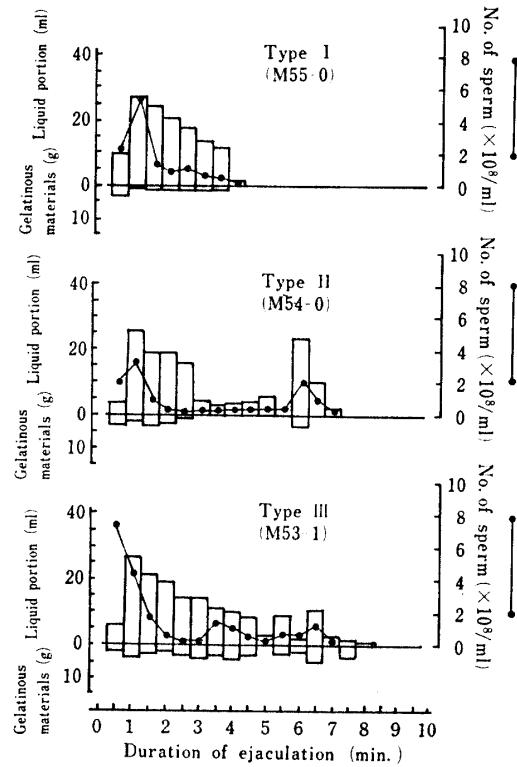 Type I
(M55-0)
Liquid portion (ml)
Gelatinous
materials (g)
40
20
0
10
10
8
6
4
2
0
No. of sperm (×10⁸/ml)
Type II
(M54-0)
Liquid portion (ml)
Gelatinous
materials (g)
40
20
0
10
10
8
6
4
2
0
No. of sperm (×10⁸/ml)
Type III
(M53-1)
Liquid portion (ml)
Gelatinous
materials (g)
40
20
0
10
10
8
6
4
2
0
No. of sperm (×10⁸/ml)
0 1 2 3 4 5 6 7 8 9 10
Duration of ejaculation (min.)